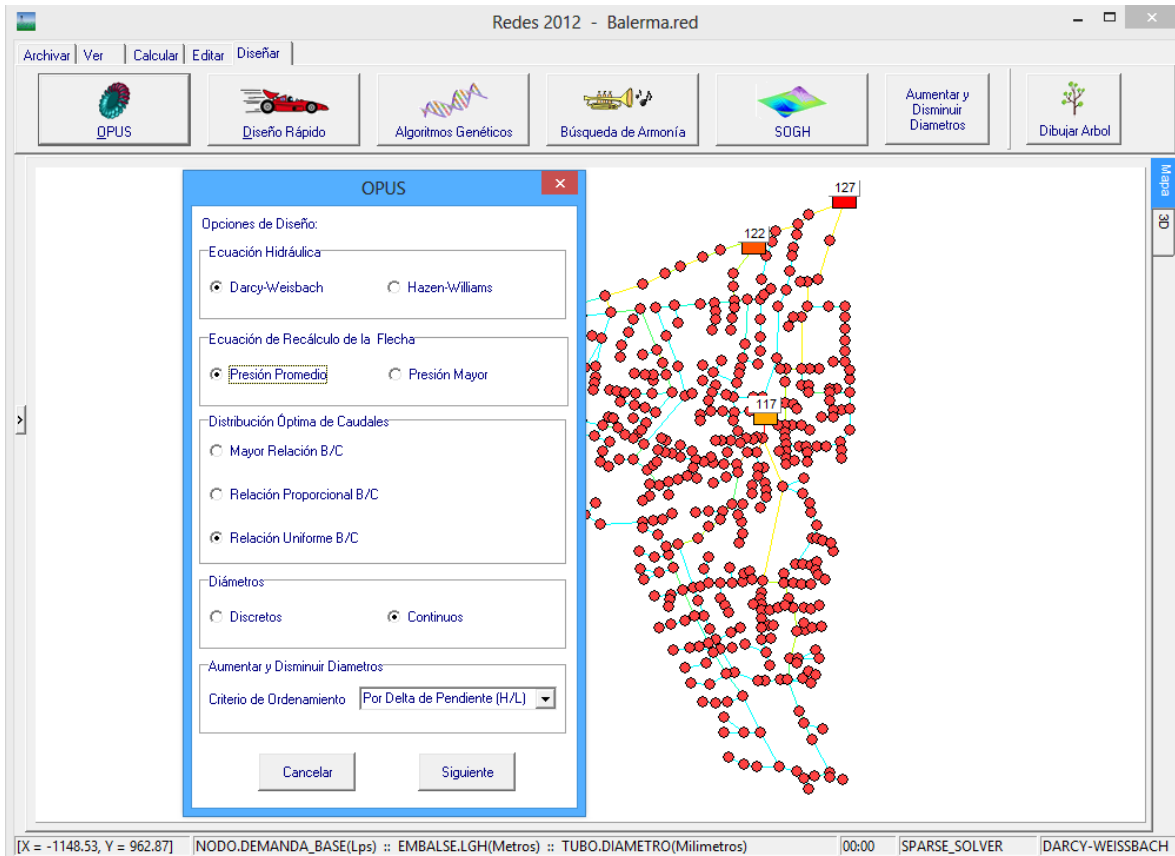 Redes 2012 - Balerma.red
Archivar Ver Calcular Editar Diseñar
OPUS
Diseño Rápido
Algoritmos Genéticos
Búsqueda de Armonía
SOGH
Aumentar y
Disminuir
Diametros
Dibujar Arbol
OPUS
Opciones de Diseño:
Ecuación Hidráulica
Darcy-Weisbach
Hazen-Williams
Ecuación de Recálculo de la Flecha
Presión Promedio
Presión Mayor
Distribución Óptima de Caudales
Mayor Relación B/C
Relación Proporcional B/C
Relación Uniforme B/C
Diámetros
Discretos
Continuos
Aumentar y Disminuir Diametros
Criterio de Ordenamiento
Por Delta de Pendiente (H/L)
Cancelar
Siguiente
127
122
117
Mapa
3D
[X = -1148.53, Y = 962.87]
NODO.DEMANDA_BASE(Lps) :: EMBALSE.LGH(Metros) :: TUBO.DIAMETRO(Milimetros)
00:00
SPARSE_SOLVER
DARCY-WEISSBACH